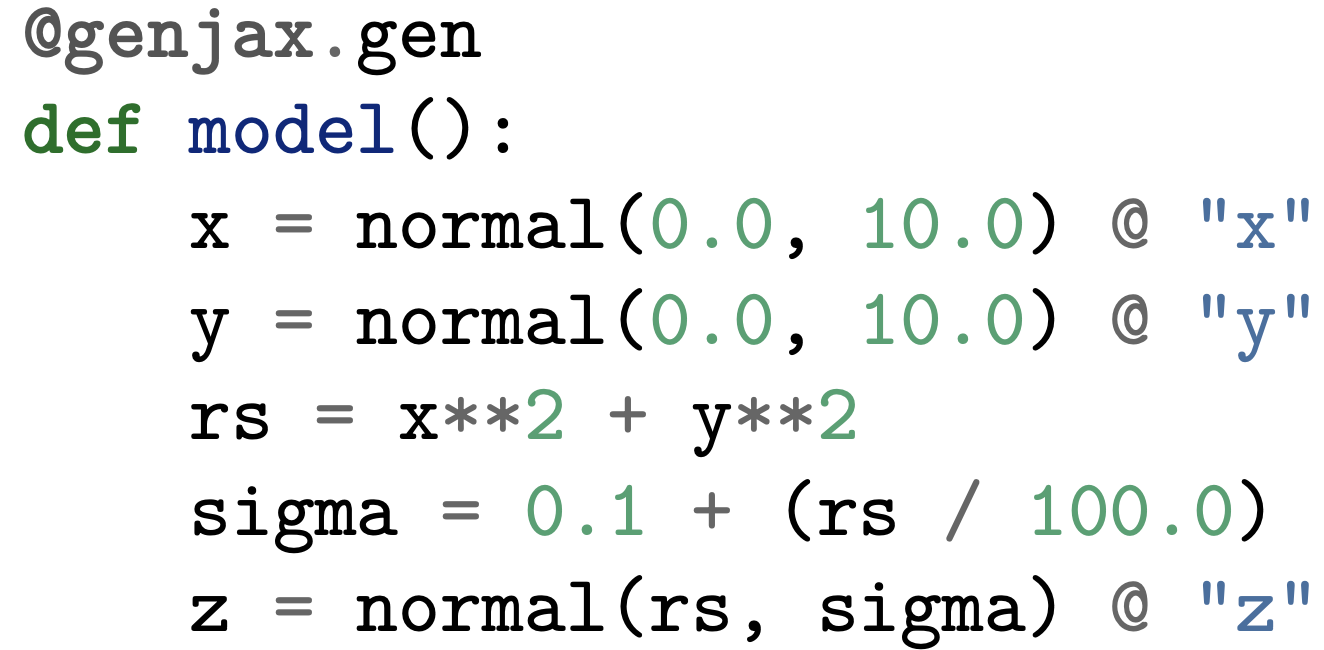 @genjax.gen
def model():
    x = normal(0.0, 10.0) @ "x"
    y = normal(0.0, 10.0) @ "y"
    rs = x**2 + y**2
    sigma = 0.1 + (rs / 100.0)
    z = normal(rs, sigma) @ "z"